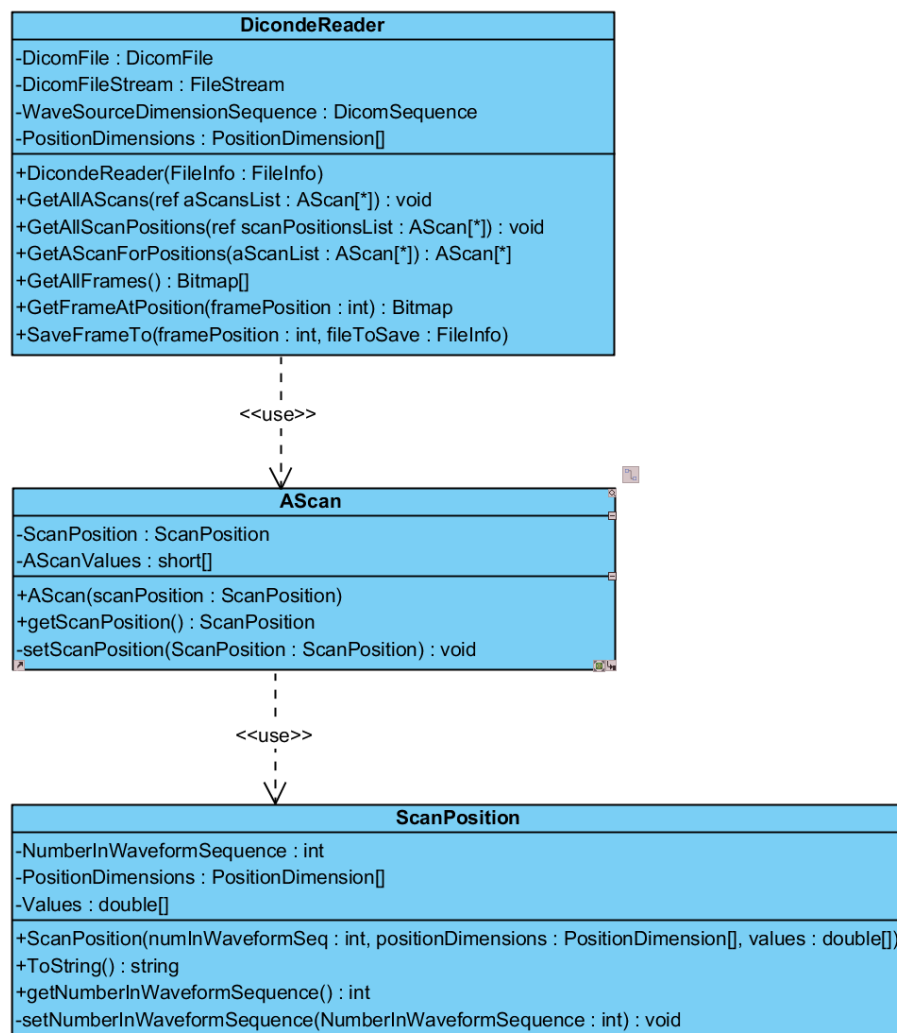 DicondeReader
-DicomFile : DicomFile
-DicomFileStream : FileStream
-WaveSourceDimensionSequence : DicomSequence
-PositionDimensions : PositionDimension[]
+DicondeReader(FileInfo : FileInfo)
+GetAllAScans(ref aScansList : AScan[*]) : void
+GetAllScanPositions(ref scanPositionsList : AScan[*]) : void
+GetAScanForPositions(aScanList : AScan[*]) : AScan[*]
+GetAllFrames() : Bitmap[]
+GetFrameAtPosition(framePosition : int) : Bitmap
+SaveFrameTo(framePosition : int, fileToSave : FileInfo)
<<use>>
AScan
-ScanPosition : ScanPosition
-AScanValues : short[]
+AScan(scanPosition : ScanPosition)
+getScanPosition() : ScanPosition
-setScanPosition(ScanPosition : ScanPosition) : void
<<use>>
ScanPosition
-NumberInWaveformSequence : int
-PositionDimensions : PositionDimension[]
-Values : double[]
+ScanPosition(numInWaveformSeq : int, positionDimensions : PositionDimension[], values : double[])
+ToString() : string
+getNumberInWaveformSequence() : int
-setNumberInWaveformSequence(NumberInWaveformSequence : int) : void